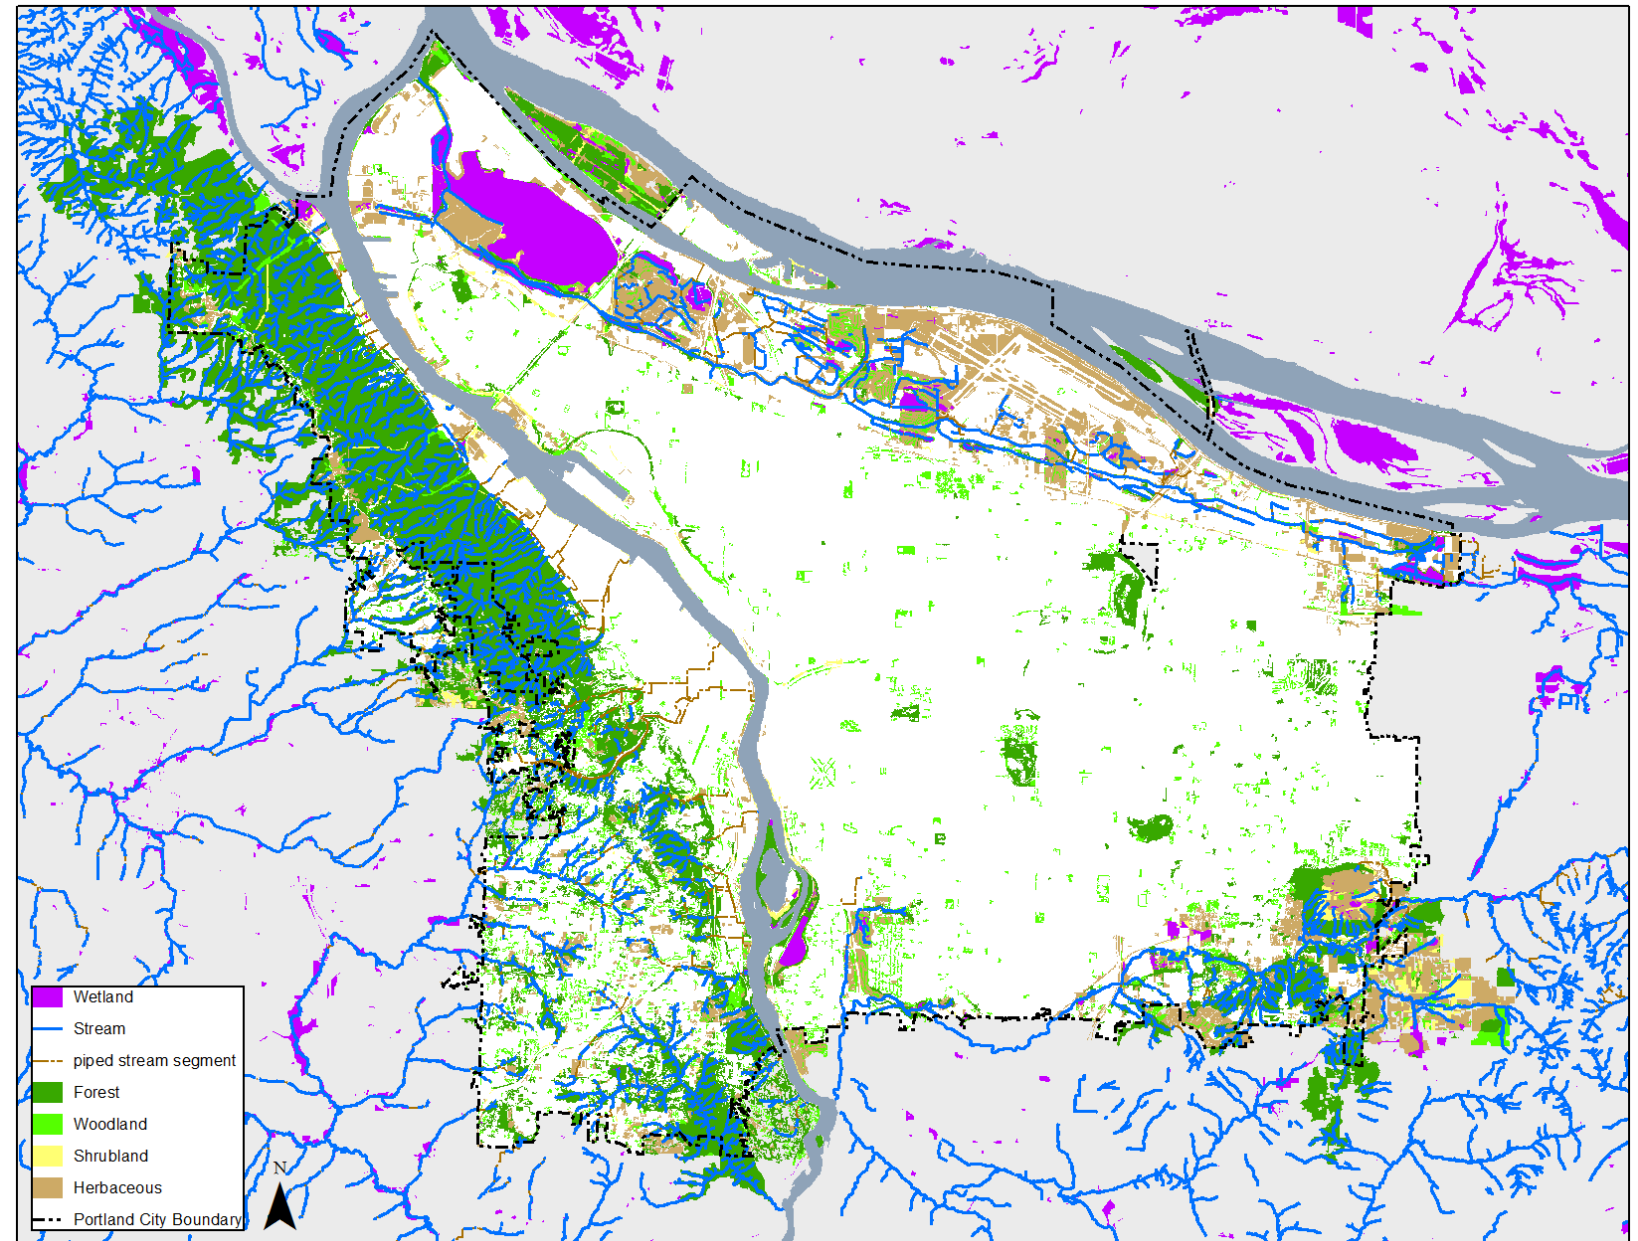 Wetland
Stream
piped stream segment
Forest
Woodland
Shrubland
Herbaceous
Portland City Boundary
N